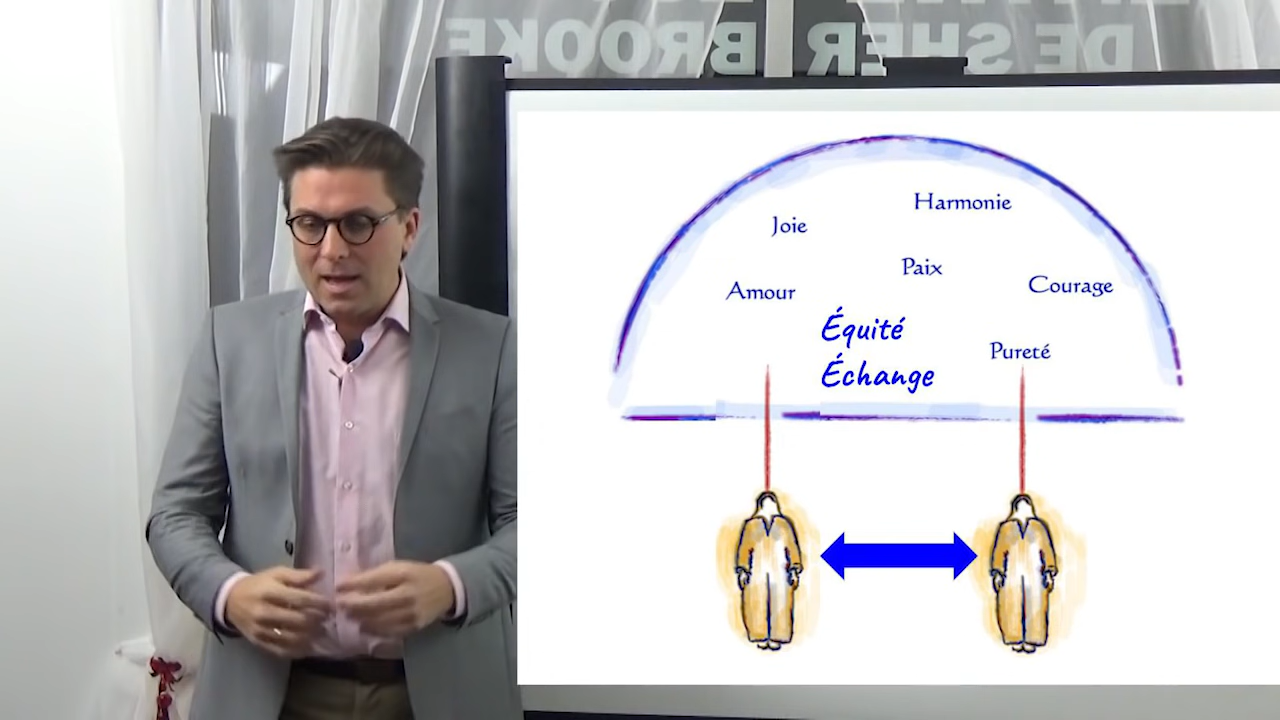 DE SHERBROOKE
Harmonie
Joie
Paix
Courage
Amour
Équité
Pureté
Échange